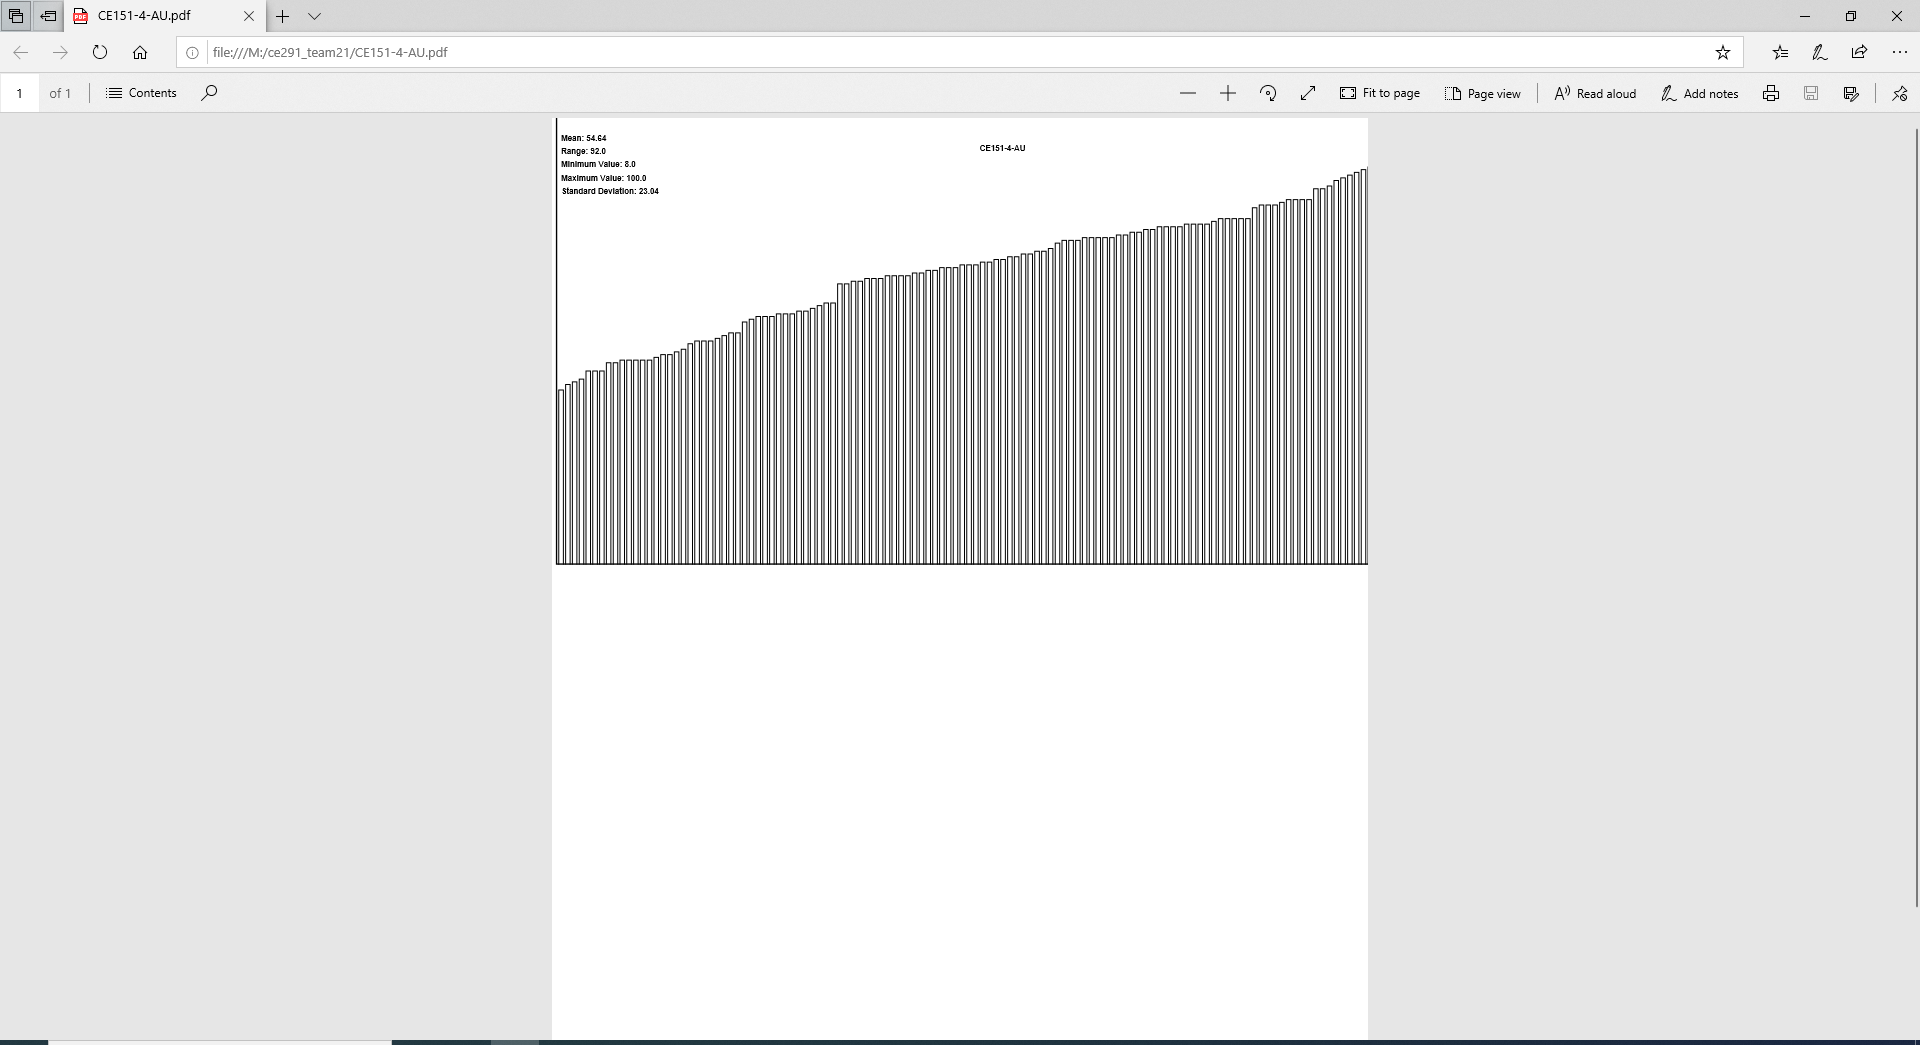 CE151-4-AU.pdf
file:///M:/ce291_team21/CE151-4-AU.pdf
1 of 1 Contents Fit to page Page view Read aloud Add notes
Mean: 54.64
Range: 92.0
Minimum Value: 8.0
Maximum Value: 100.0
Standard Deviation: 23.04
CE151-4-AU